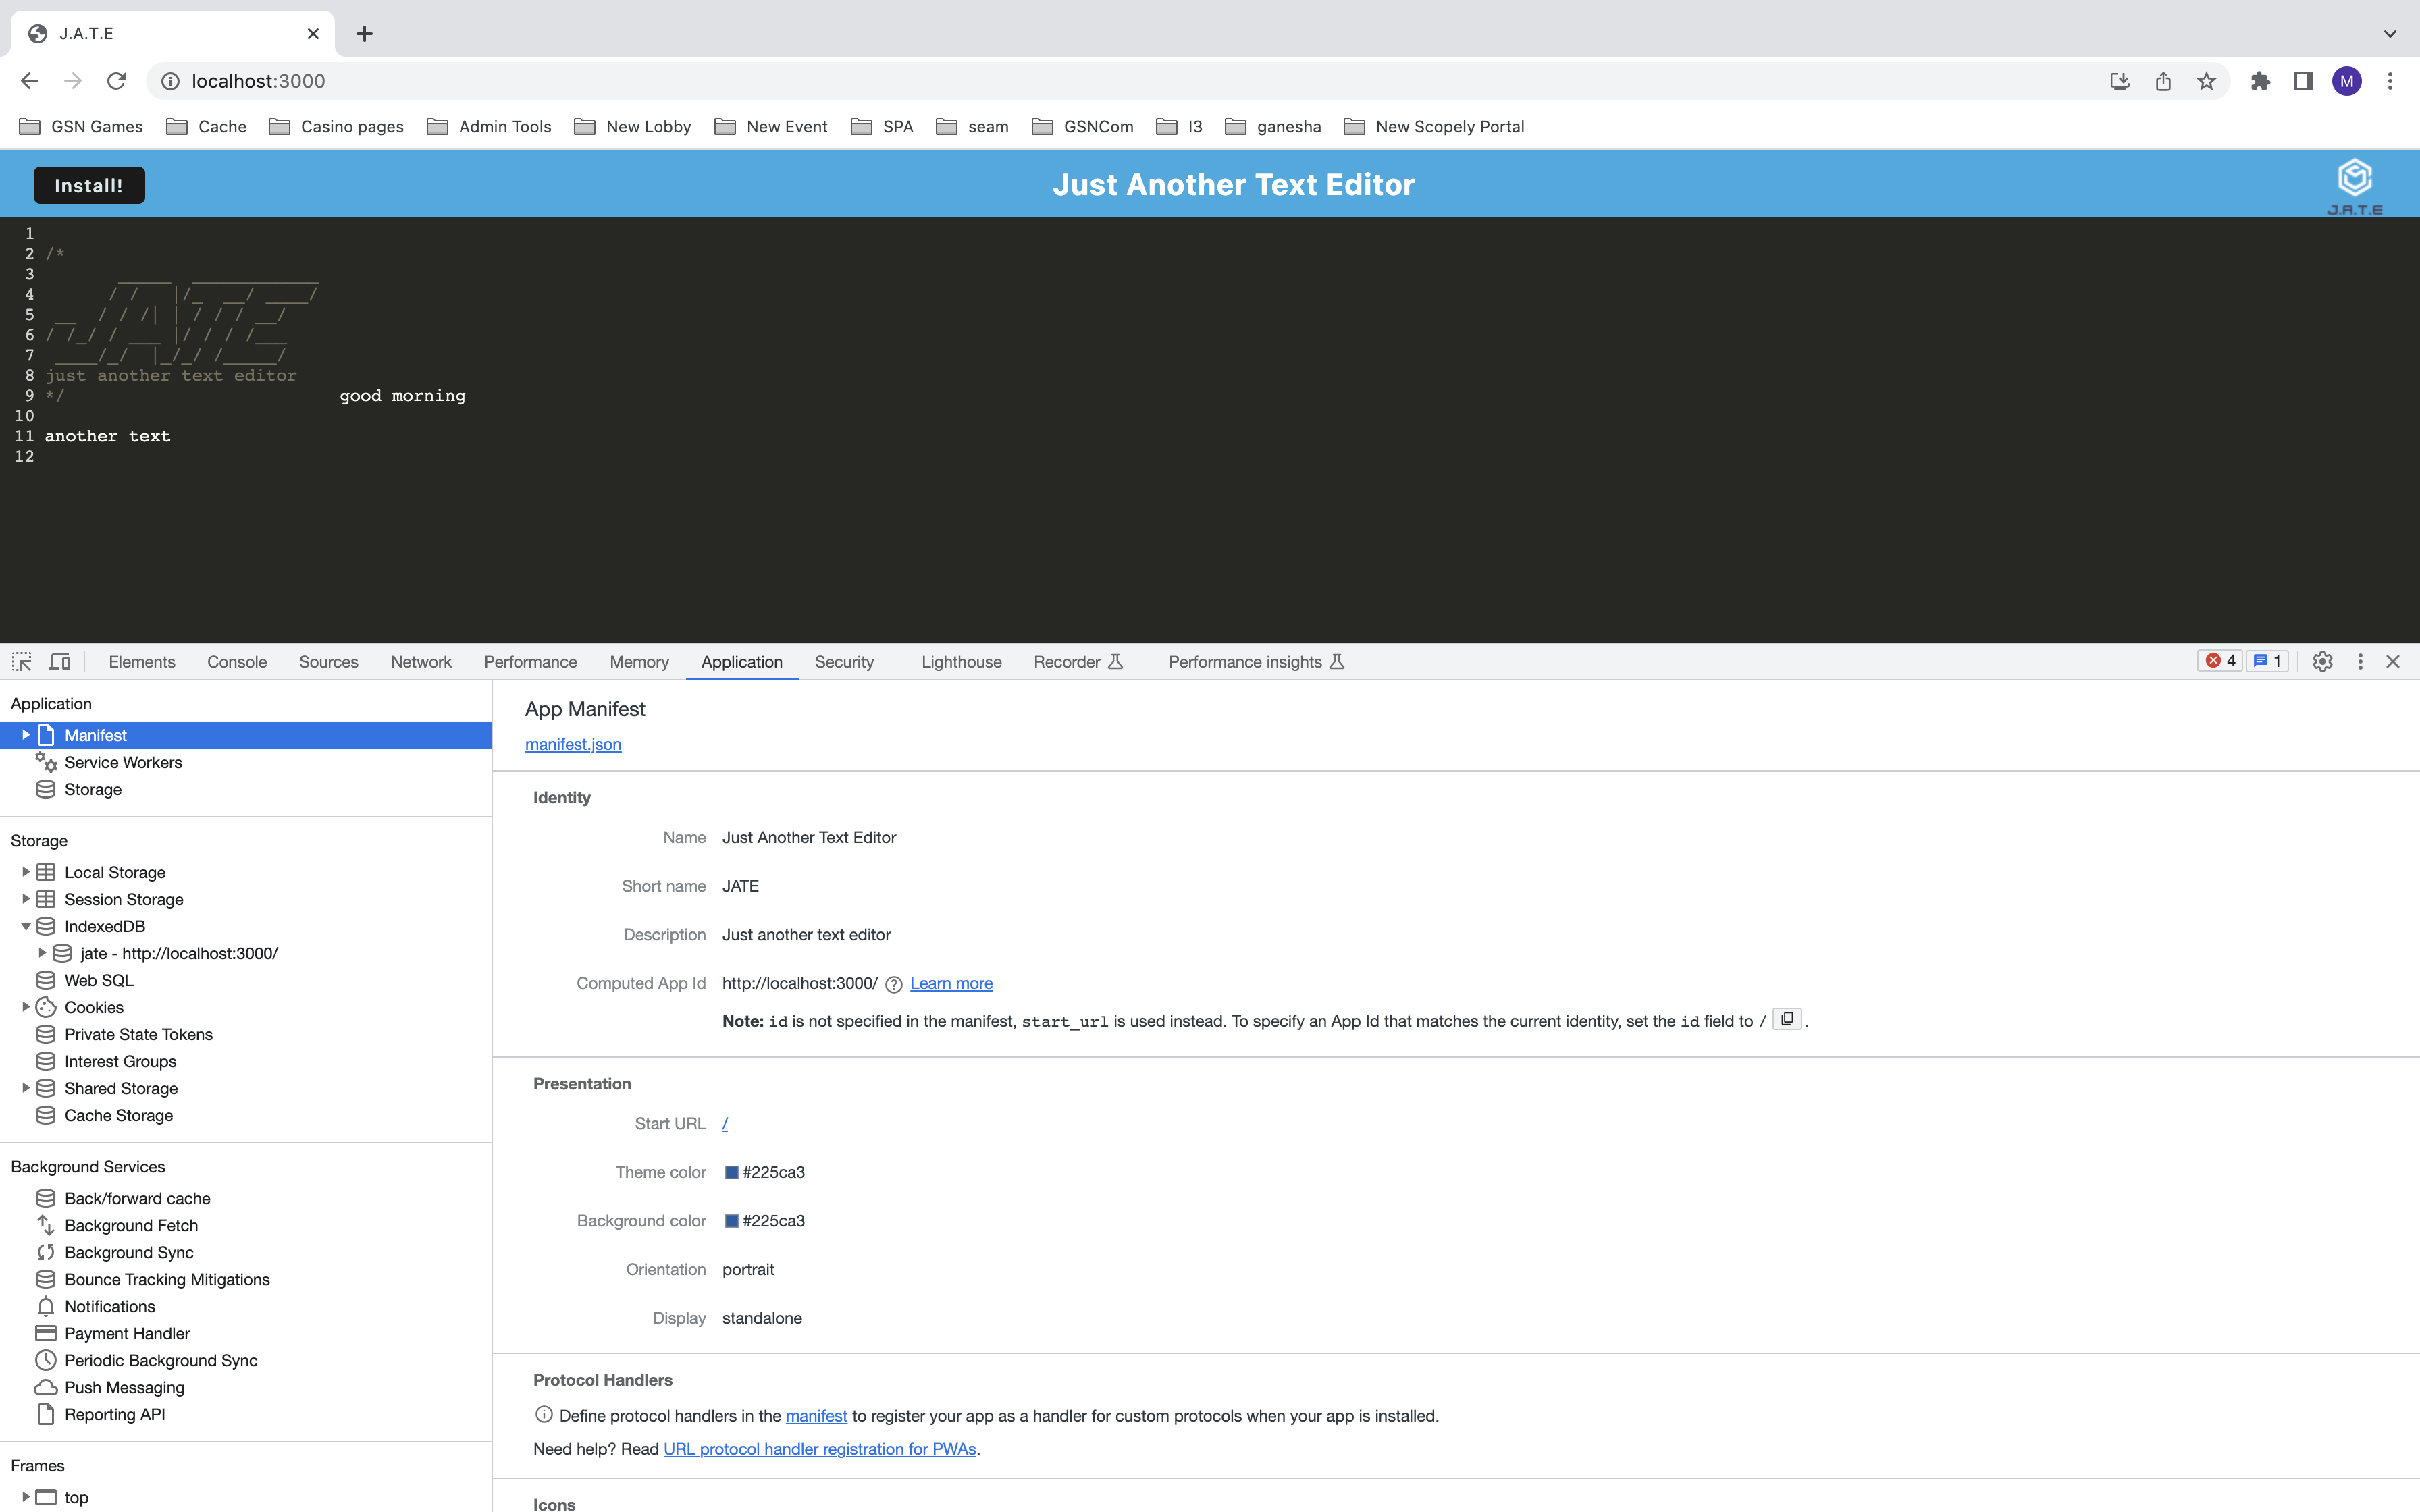 J.A.T.E
localhost:3000
M
GSN Games Cache Casino pages Admin Tools New Lobby New Event SPA seam GSNCom I3 ganesha New Scopely Portal
Install! Just Another Text Editor J.A.T.E
1
2 /*
3
4
5
6
7
8 just another text editor
9 */ good morning
10
11 another text
12
Elements Console Sources Network Performance Memory Application Security Lighthouse Recorder Performance insights 4 1
Application
Manifest
Service Workers
Storage
Storage
Local Storage
Session Storage
IndexedDB
jate - http://localhost:3000/
Web SQL
Cookies
Private State Tokens
Interest Groups
Shared Storage
Cache Storage
Background Services
Back/forward cache
Background Fetch
Background Sync
Bounce Tracking Mitigations
Notifications
Payment Handler
Periodic Background Sync
Push Messaging
Reporting API
Frames
top
App Manifest
manifest.json
Identity
Name Just Another Text Editor
Short name JATE
Description Just another text editor
Computed App Id http://localhost:3000/ Learn more
Note: id is not specified in the manifest, start_url is used instead. To specify an App Id that matches the current identity, set the id field to / .
Presentation
Start URL /
Theme color #225ca3
Background color #225ca3
Orientation portrait
Display standalone
Protocol Handlers
Define protocol handlers in the manifest to register your app as a handler for custom protocols when your app is installed.
Need help? Read URL protocol handler registration for PWAs.
Icons